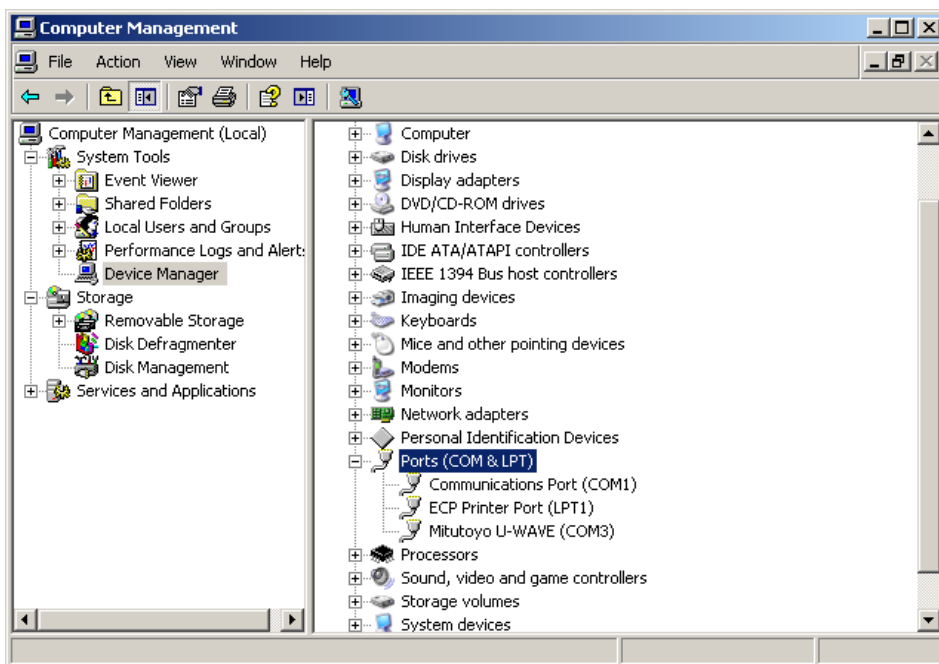 Computer Management
File Action View Window Help
Computer Management (Local)
System Tools
Event Viewer
Shared Folders
Local Users and Groups
Performance Logs and Alert:
Device Manager
Storage
Removable Storage
Disk Defragmenter
Disk Management
Services and Applications
Computer
Disk drives
Display adapters
DVD/CD-ROM drives
Human Interface Devices
IDE ATA/ATAPI controllers
IEEE 1394 Bus host controllers
Imaging devices
Keyboards
Mice and other pointing devices
Modems
Monitors
Network adapters
Personal Identification Devices
Ports (COM & LPT)
Communications Port (COM1)
ECP Printer Port (LPT1)
Mitutoyo U-WAVE (COM3)
Processors
Sound, video and game controllers
Storage volumes
System devices